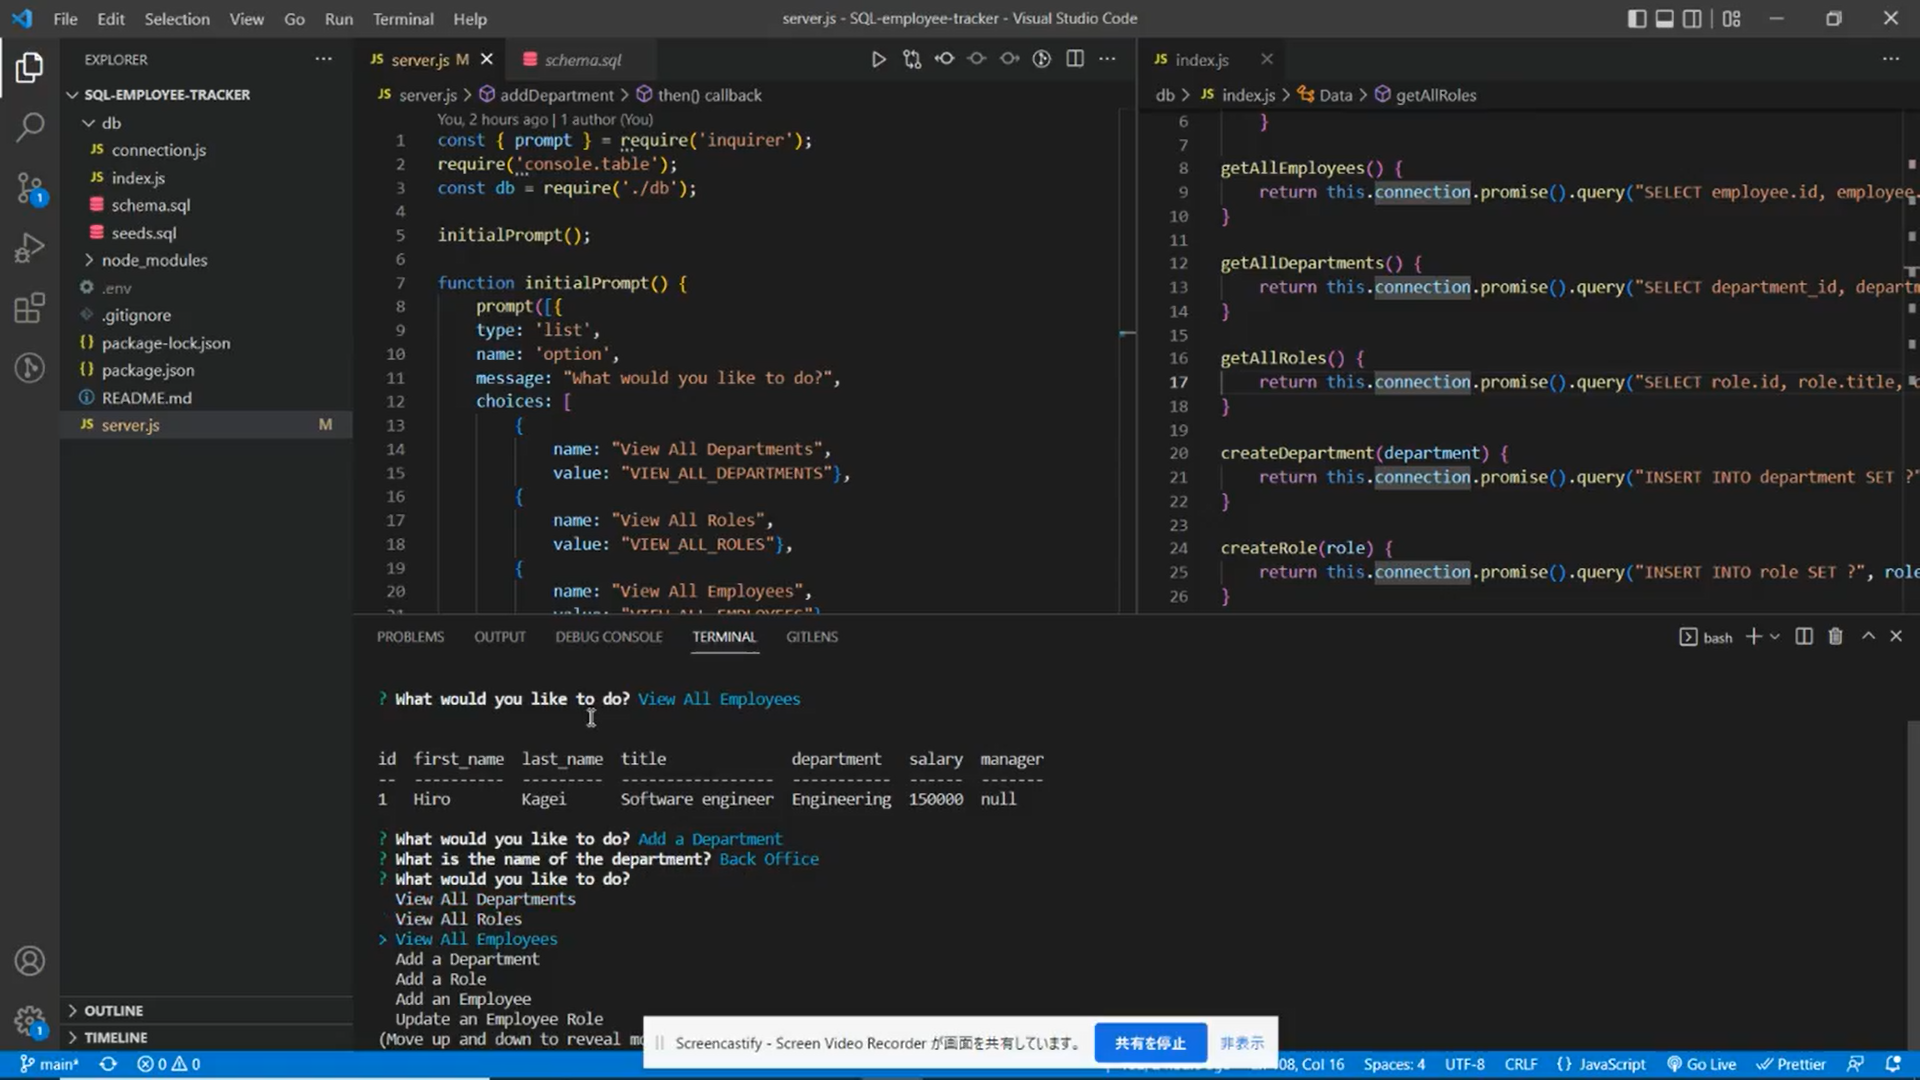 File Edit Selection View Go Run Terminal Help
server.js - SQL-employee-tracker - Visual Studio Code
EXPLORER
SQL-EMPLOYEE-TRACKER
db
JS connection.js
JS index.js
schema.sql
seeds.sql
node_modules
.env
.gitignore
{} package-lock.json
{} package.json
README.md
JS server.js M
OUTLINE
TIMELINE
JS server.js M
schema.sql
JS server.js > addDepartment > then() callback
You, 2 hours ago | 1 author (You)
1 const { prompt } = require('inquirer');
2 require('console.table');
3 const db = require('./db');
4
5 initialPrompt();
6
7 function initialPrompt() {
8 prompt([{
9 type: 'list',
10 name: 'option',
11 message: "What would you like to do?",
12 choices: [
13 {
14 name: "View All Departments",
15 value: "VIEW_ALL_DEPARTMENTS"},
16 {
17 name: "View All Roles",
18 value: "VIEW_ALL_ROLES"},
19 {
20 name: "View All Employees",
21 value: "VIEW_ALL_EMPLOYEES"}
JS index.js
db > JS index.js > Data > getAllRoles
6 }
7
8 getAllEmployees() {
9 return this.connection.promise().query("SELECT employee.id, employee.
10 }
11
12 getAllDepartments() {
13 return this.connection.promise().query("SELECT department_id, departm
14 }
15
16 getAllRoles() {
17 return this.connection.promise().query("SELECT role.id, role.title,
18 }
19
20 createDepartment(department) {
21 return this.connection.promise().query("INSERT INTO department SET ?"
22 }
23
24 createRole(role) {
25 return this.connection.promise().query("INSERT INTO role SET ?", role
26 }
PROBLEMS OUTPUT DEBUG CONSOLE TERMINAL GITLENS
bash
? What would you like to do? View All Employees
id first_name last_name title department salary manager
-- ---------- --------- ----------------- ----------- ------ -------
1 Hiro Kagei Software engineer Engineering 150000 null
? What would you like to do? Add a Department
? What is the name of the department? Back Office
? What would you like to do?
View All Departments
View All Roles
> View All Employees
Add a Department
Add a Role
Add an Employee
Update an Employee Role
(Move up and down to reveal
Screencastify - Screen Video Recorder が画面を共有しています。 共有を停止 非表示
main* 0 0
Col 16 Spaces: 4 UTF-8 CRLF {} JavaScript Go Live Prettier
1
1